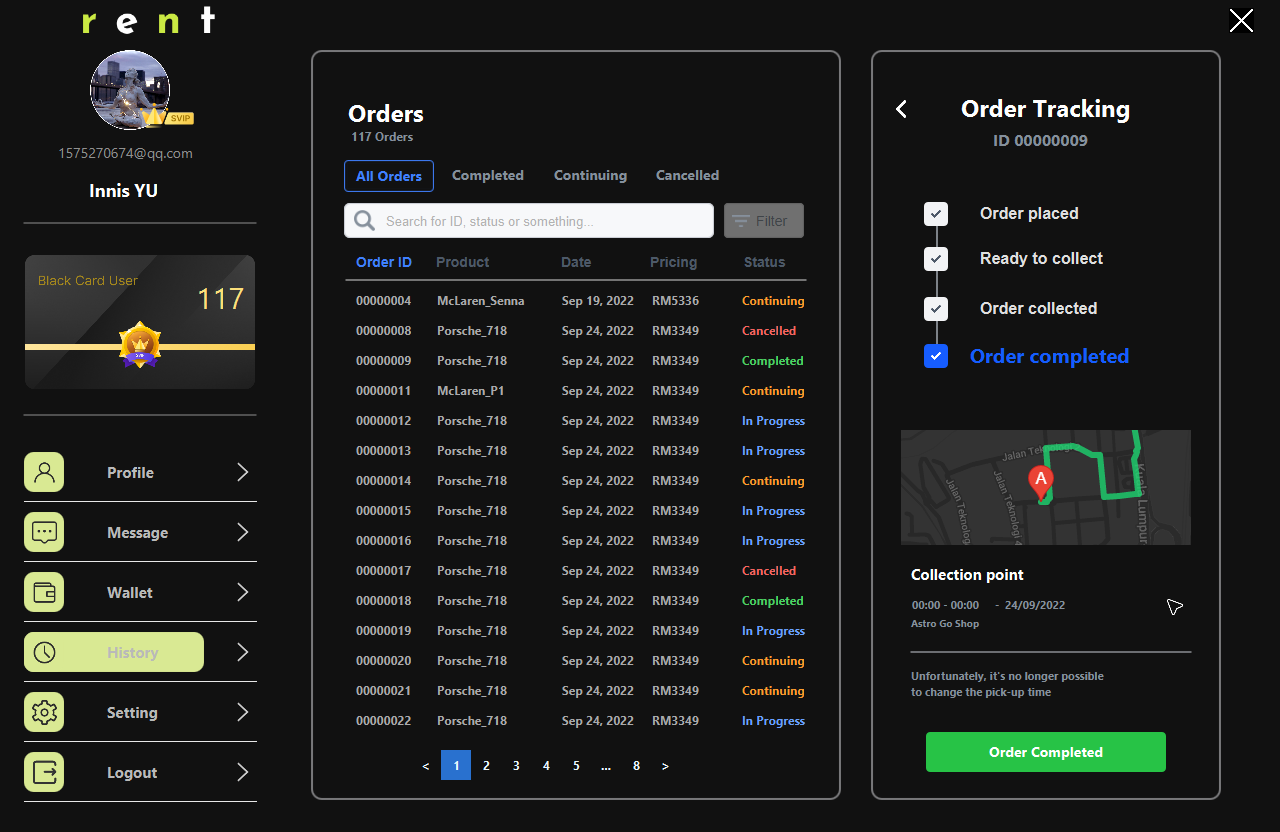 rent
SVIP
1575270674@qq.com
Innis YU
Black Card User
117
SVIP
Profile
Message
Wallet
History
Setting
Logout
Orders
117 Orders
All Orders Completed Continuing Cancelled
Search for ID, status or something... Filter
Order ID Product Date Pricing Status
00000004 McLaren_Senna Sep 19, 2022 RM5336 Continuing
00000008 Porsche_718 Sep 24, 2022 RM3349 Cancelled
00000009 Porsche_718 Sep 24, 2022 RM3349 Completed
00000011 McLaren_P1 Sep 24, 2022 RM3349 Continuing
00000012 Porsche_718 Sep 24, 2022 RM3349 In Progress
00000013 Porsche_718 Sep 24, 2022 RM3349 In Progress
00000014 Porsche_718 Sep 24, 2022 RM3349 Continuing
00000015 Porsche_718 Sep 24, 2022 RM3349 In Progress
00000016 Porsche_718 Sep 24, 2022 RM3349 In Progress
00000017 Porsche_718 Sep 24, 2022 RM3349 Cancelled
00000018 Porsche_718 Sep 24, 2022 RM3349 Completed
00000019 Porsche_718 Sep 24, 2022 RM3349 In Progress
00000020 Porsche_718 Sep 24, 2022 RM3349 Continuing
00000021 Porsche_718 Sep 24, 2022 RM3349 Continuing
00000022 Porsche_718 Sep 24, 2022 RM3349 In Progress
< 1 2 3 4 5 ... 8 >
Order Tracking
ID 00000009
Order placed
Ready to collect
Order collected
Order completed
Jalan Teknologi
A
Jalan Teknologi
Jalan Teknologi 4
Kuala Lumpur
Collection point
00:00 - 00:00 - 24/09/2022
Astro Go Shop
Unfortunately, it's no longer possible
to change the pick-up time
Order Completed